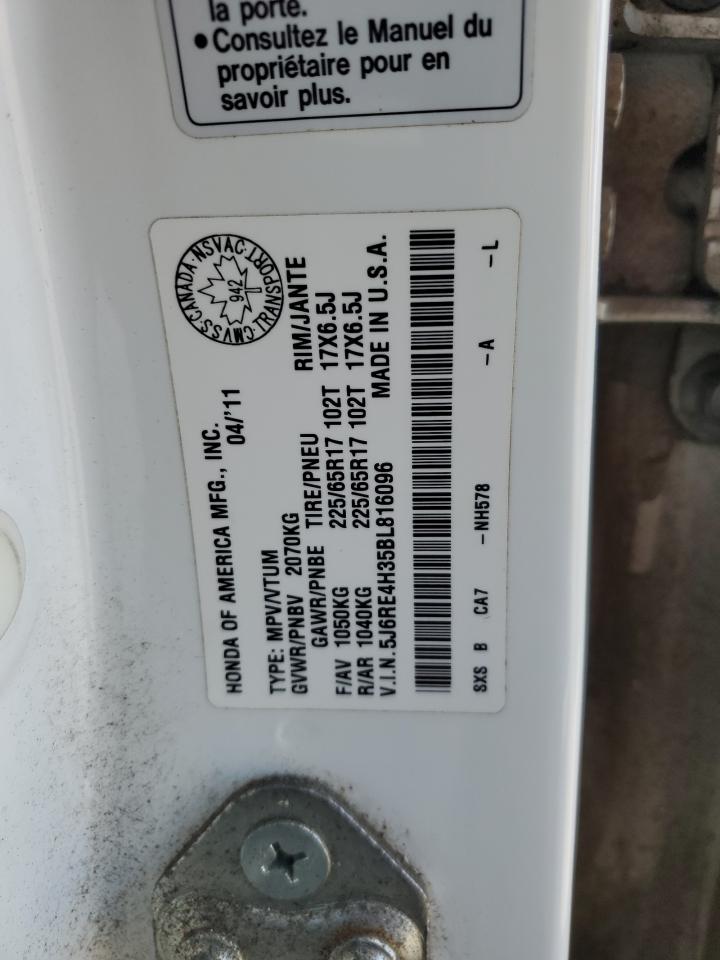 la porte.
•Consultez le Manuel du
propriétaire pour en
savoir plus.
CMVSS·CANADA·NSVAC·TRANSPORT·
942
HONDA OF AMERICA MFG., INC.
04/'11
TYPE: MPV/VTUM
GVWR/PNBV 2070KG
GAWR/PNBE TIRE/PNEU RIM/JANTE
F/AV 1050KG 225/65R17 102T 17X6.5J
R/AR 1040KG 225/65R17 102T 17X6.5J
V.I.N.5J6RE4H35BL816096 MADE IN U.S.A.
SXS B CA7 -NH578 -A -L